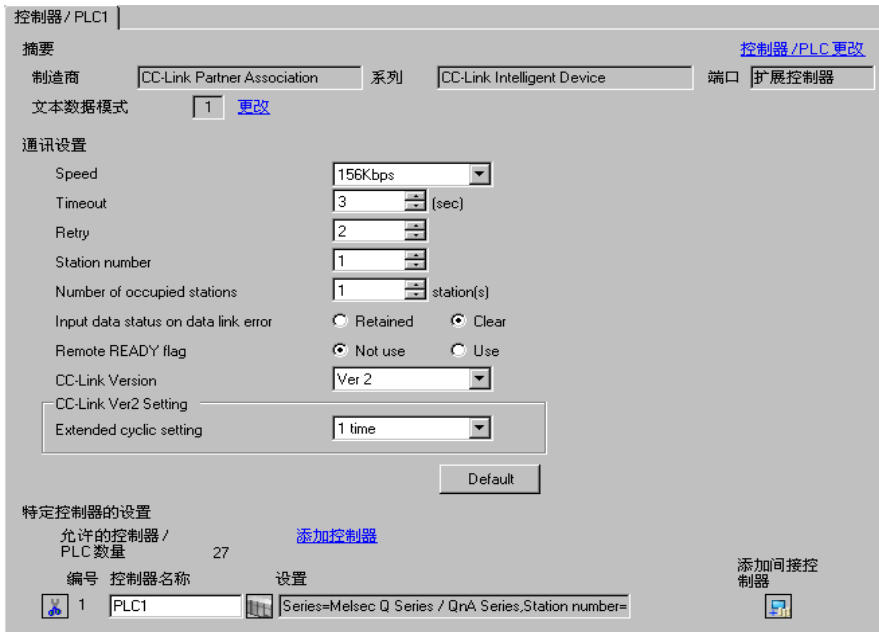 控制器/PLC1
摘要 控制器/PLC更改
制造商 CC-Link Partner Association 系列 CC-Link Intelligent Device 端口 扩展控制器
文本数据模式 1 更改
通讯设置
Speed 156Kbps
Timeout 3 (sec)
Retry 2
Station number 1
Number of occupied stations 1 station(s)
Input data status on data link error Retained Clear
Remote READY flag Not use Use
CC-Link Version Ver 2
CC-Link Ver2 Setting
Extended cyclic setting 1 time
Default
特定控制器的设置
允许的控制器/
PLC数量 27 添加控制器
添加间接控
制器
编号 控制器名称 设置
1 PLC1 Series=Melsec Q Series / QnA Series,Station number=